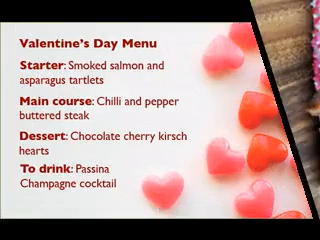 Valentine's Day Menu
Starter: Smoked salmon and
asparagus tartlets
Main course: Chilli and pepper
buttered steak
Dessert: Chocolate cherry kirsch
hearts
To drink: Passina
Champagne cocktail